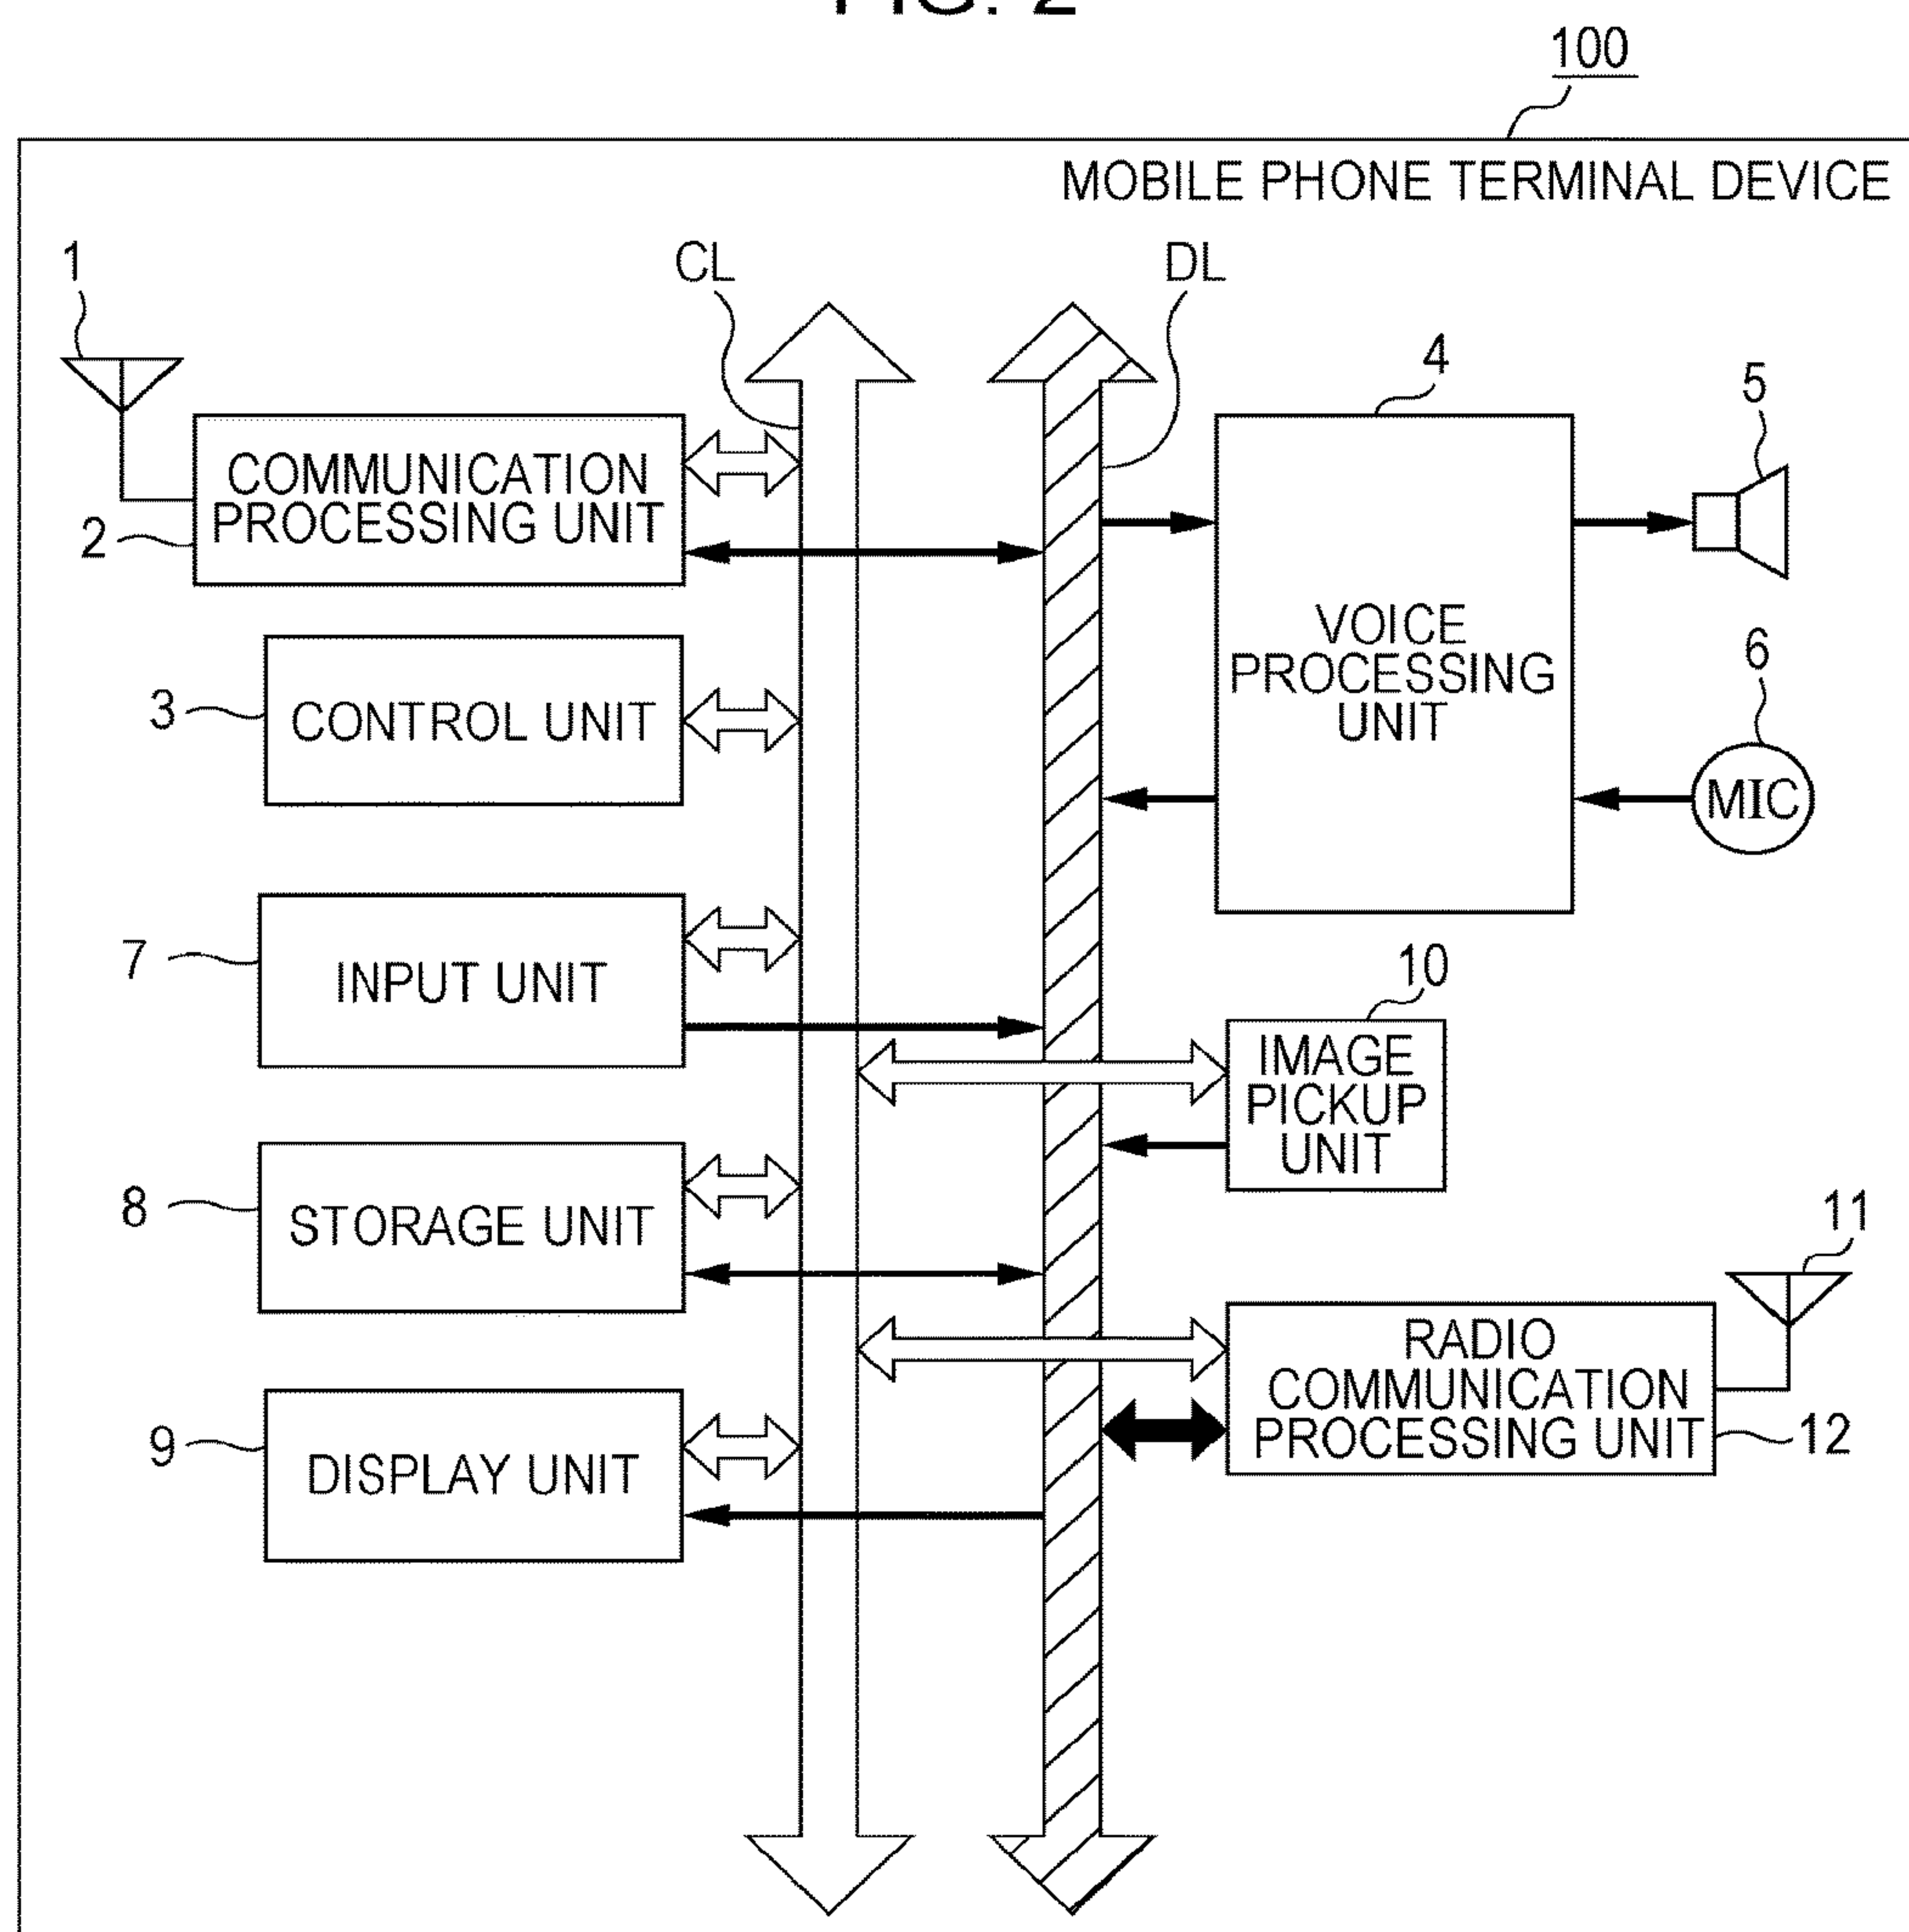 FIG. 2
100
MOBILE PHONE TERMINAL DEVICE
1
CL
DL
4
5
COMMUNICATION
PROCESSING UNIT
2
VOICE
PROCESSING
UNIT
6
3
CONTROL UNIT
MIC
7
INPUT UNIT
10
IMAGE
PICKUP
UNIT
8
STORAGE UNIT
11
RADIO
COMMUNICATION
PROCESSING UNIT
12
9
DISPLAY UNIT